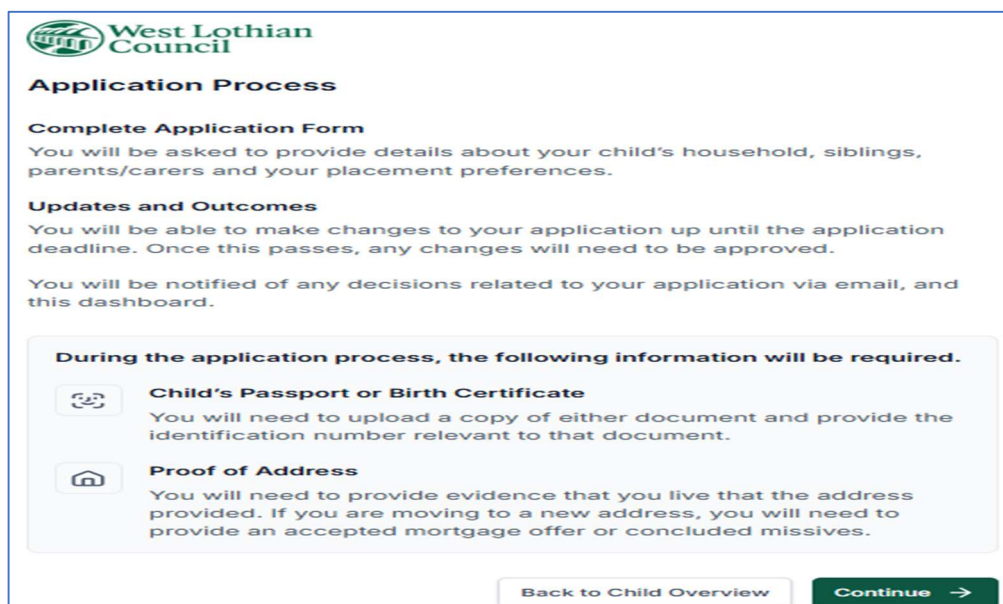 West Lothian
Council
Application Process
Complete Application Form
You will be asked to provide details about your child's household, siblings,
parents/carers and your placement preferences.
Updates and Outcomes
You will be able to make changes to your application up until the application
deadline. Once this passes, any changes will need to be approved.
You will be notified of any decisions related to your application via email, and
this dashboard.
During the application process, the following information will be required.
Child's Passport or Birth Certificate
You will need to upload a copy of either document and provide the
identification number relevant to that document.
Proof of Address
You will need to provide evidence that you live that the address
provided. If you are moving to a new address, you will need to
provide an accepted mortgage offer or concluded missives.
Back to Child Overview
Continue →